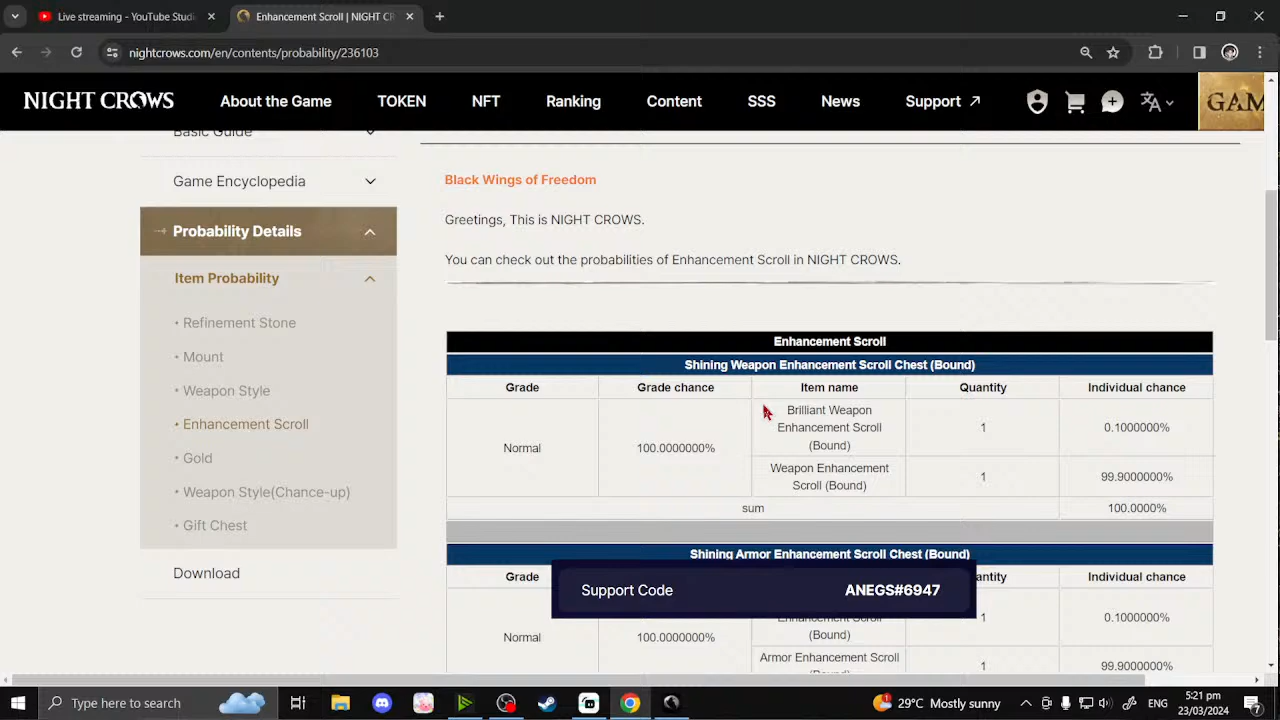 Live streaming - YouTube Studi
Enhancement Scroll | NIGHT CR
nightcrows.com/en/contents/probability/236103
NIGHT CROWS
About the Game
TOKEN
NFT
Ranking
Content
SSS
News
Support
GAM
Basic Guide
Game Encyclopedia
Probability Details
Item Probability
• Refinement Stone
• Mount
• Weapon Style
• Enhancement Scroll
• Gold
• Weapon Style(Chance-up)
• Gift Chest
Download
Black Wings of Freedom
Greetings, This is NIGHT CROWS.
You can check out the probabilities of Enhancement Scroll in NIGHT CROWS.
Enhancement Scroll
Shining Weapon Enhancement Scroll Chest (Bound)
Grade Grade chance Item name Quantity Individual chance
Normal
100.0000000%
Brilliant Weapon
Enhancement Scroll
(Bound)
1
0.1000000%
Weapon Enhancement
Scroll (Bound)
1
99.9000000%
sum
100.0000%
Shining Armor Enhancement Scroll Chest (Bound)
Grade antity Individual chance
Normal
100.0000000%
Enhancement Scroll
(Bound)
1
0.1000000%
Armor Enhancement Scroll
1
99.9000000%
Support Code ANEGS#6947
Type here to search
29°C Mostly sunny
ENG
5:21 pm
23/03/2024
7